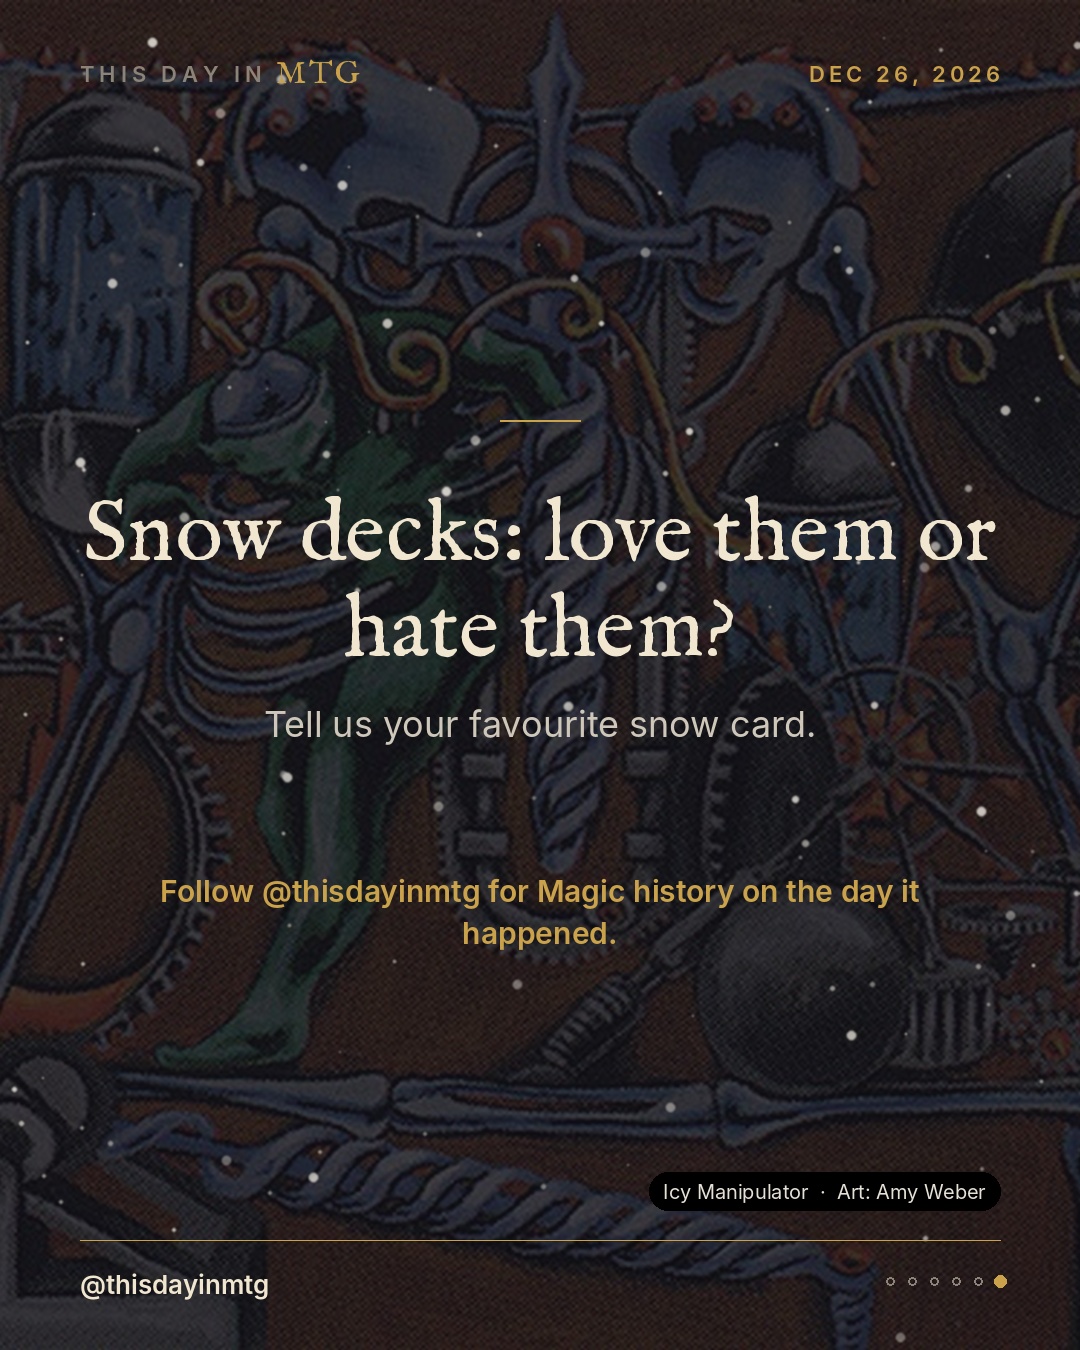 THIS DAY IN MTG
DEC 26, 2026
Snow decks: love them or
hate them?
Tell us your favourite snow card.
Follow @thisdayinmtg for Magic history on the day it
happened.
Icy Manipulator · Art: Amy Weber
@thisdayinmtg